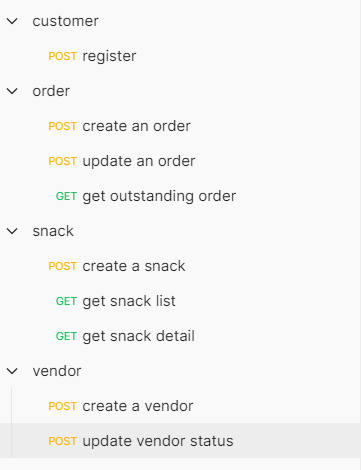 customer
POST register
order
POST create an order
POST update an order
GET get outstanding order
snack
POST create a snack
GET get snack list
GET get snack detail
vendor
POST create a vendor
POST update vendor status